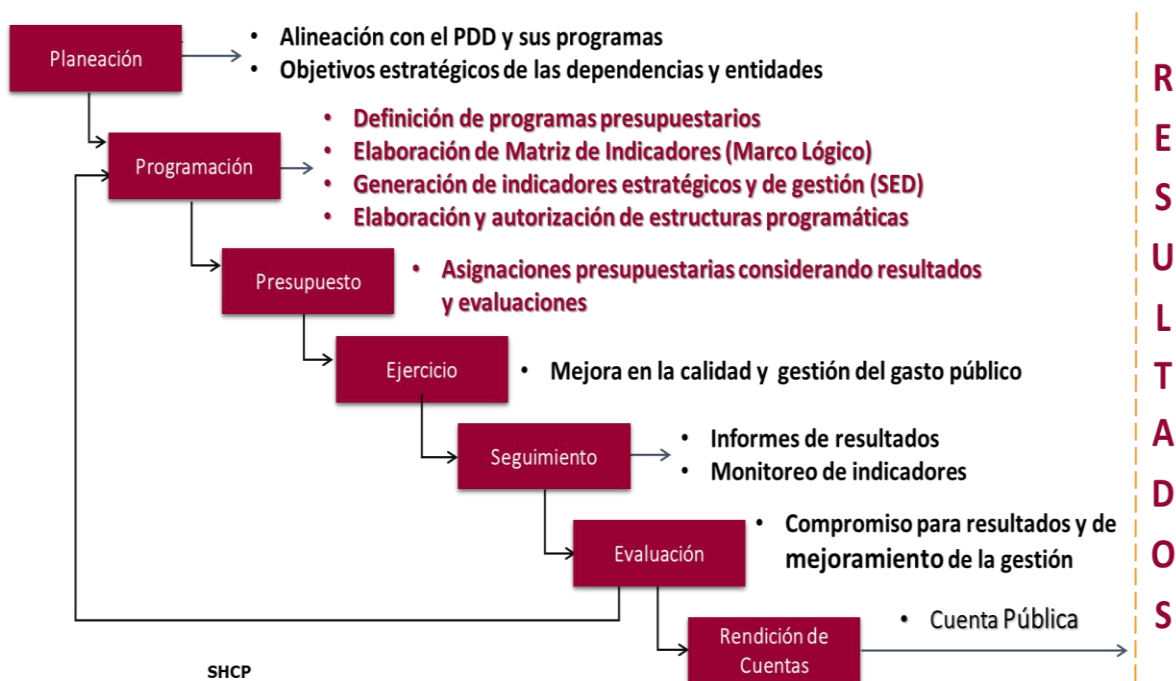 Planeación
• Alineación con el PDD y sus programas
• Objetivos estratégicos de las dependencias y entidades
Programación
• Definición de programas presupuestarios
• Elaboración de Matriz de Indicadores (Marco Lógico)
• Generación de indicadores estratégicos y de gestión (SED)
• Elaboración y autorización de estructuras programáticas
Presupuesto
• Asignaciones presupuestarias considerando resultados
y evaluaciones
Ejercicio
• Mejora en la calidad y gestión del gasto público
Seguimiento
• Informes de resultados
• Monitoreo de indicadores
Evaluación
• Compromiso para resultados y de
mejoramiento de la gestión
Rendición de
Cuentas
• Cuenta Pública
SHCP
R
E
S
U
L
T
A
D
O
S